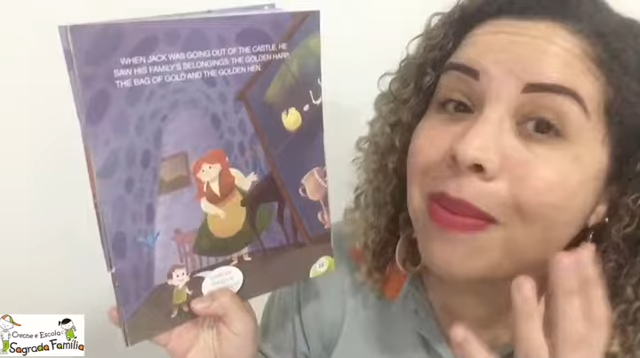 WHEN JACK WAS GOING OUT OF THE CASTLE, HE
SAW HIS FAMILY'S BELONGINGS: THE GOLDEN HARP,
THE BAG OF GOLD AND THE GOLDEN HEN.
Creche e Escola
Sagrada Família